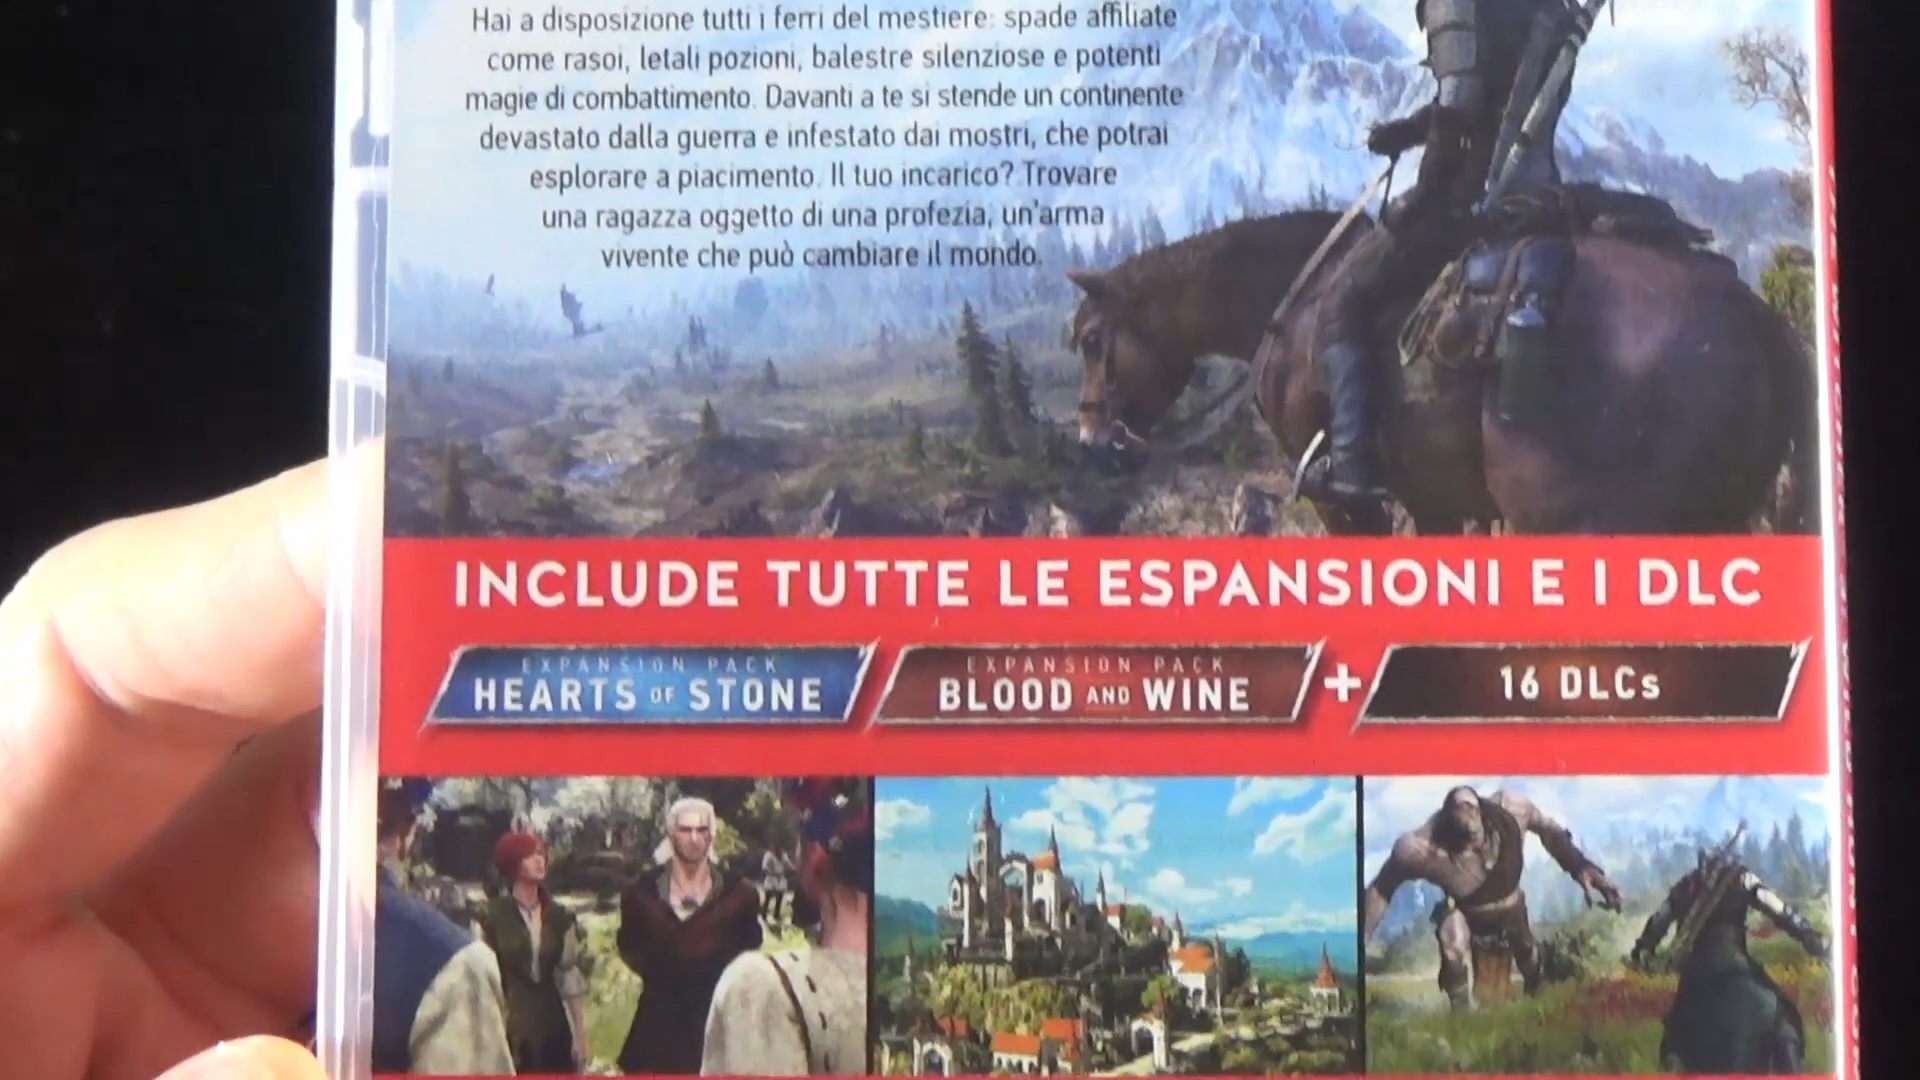 Hai a disposizione tutti i ferri del mestiere: spade affiliate
come rasoi, letali pozioni, balestre silenziose e potenti
magie di combattimento. Davanti a te si stende un continente
devastato dalla guerra e infestato dai mostri, che potrai
esplorare a piacimento. Il tuo incarico? Trovare
una ragazza oggetto di una profezia, un'arma
vivente che può cambiare il mondo.
INCLUDE TUTTE LE ESPANSIONI E I DLC
EXPANSION PACK
HEARTS OF STONE
EXPANSION PACK
BLOOD AND WINE
+
16 DLCs